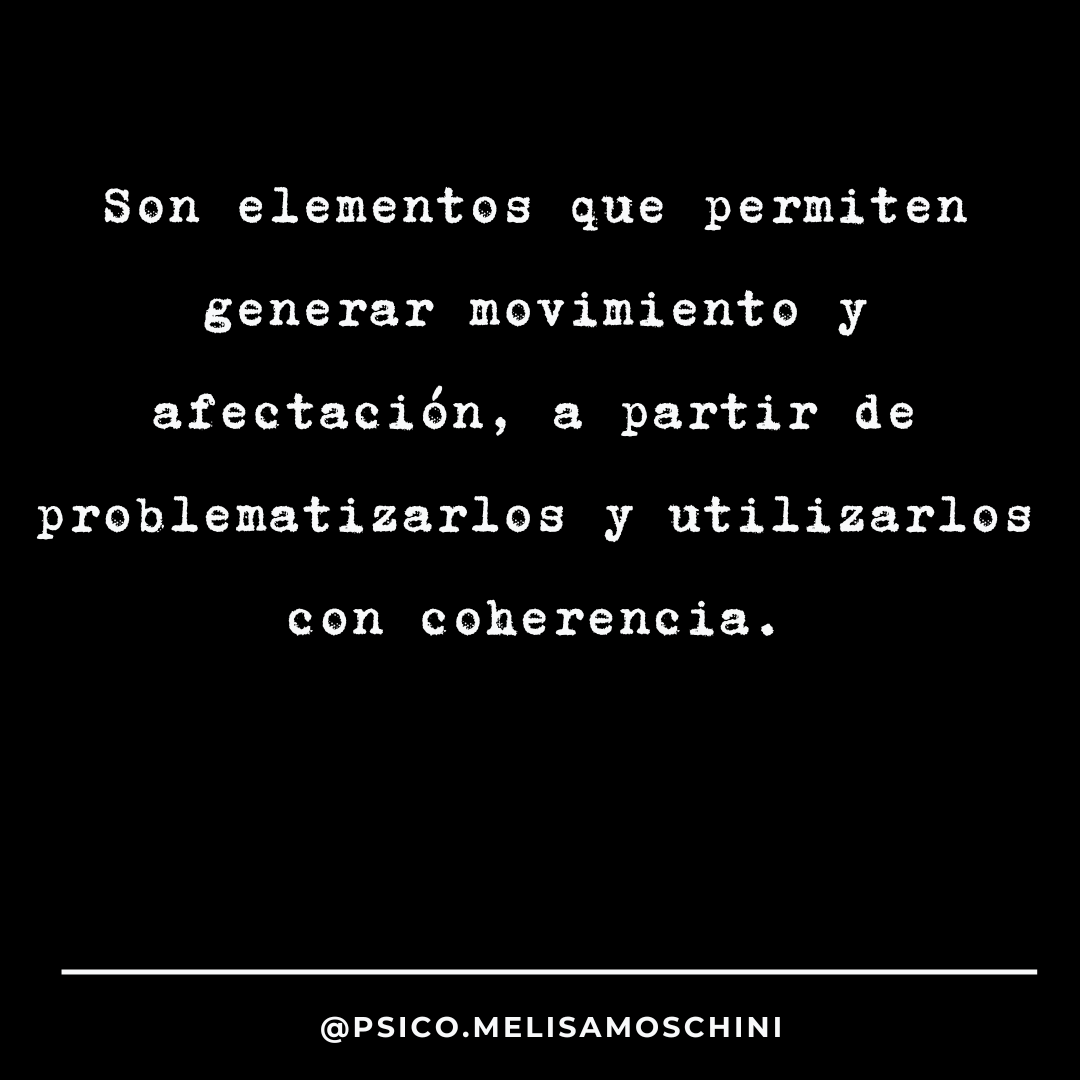 Son elementos que permiten
generar movimiento y
afectación, a partir de
problematizarlos y utilizarlos
con coherencia.
@PSICO.MELISAMOSCHINI